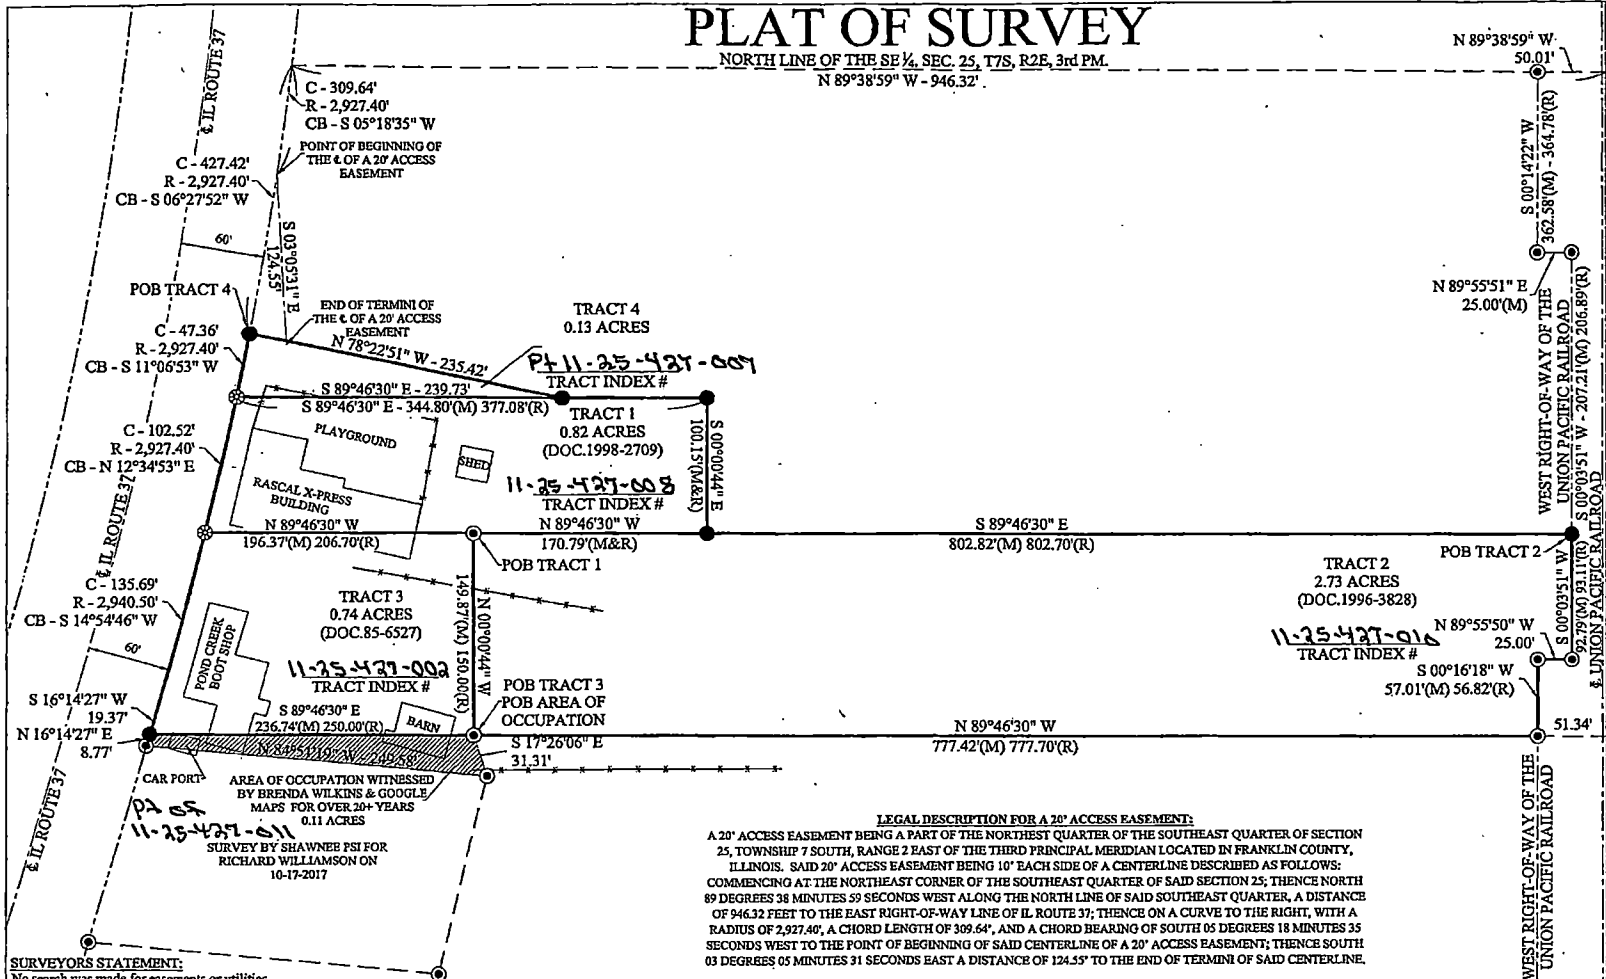 PLAT OF SURVEY
NORTH LINE OF THE SE ¼, SEC. 25, T7S, R2E, 3rd PM.
N 89°38'59" W - 946.32'
N 89°38'59" W
50.01'
℄ IL ROUTE 37
C - 309.64'
R - 2,927.40'
CB - S 05°18'35" W
POINT OF BEGINNING OF
THE ℄ OF A 20' ACCESS
EASEMENT
C - 427.42'
R - 2,927.40'
CB - S 06°27'52" W
60'
S 03°05'31" E
124.55'
S 00°14'22" W
362.58'(M) - 364.78'(R)
N 89°55'51" E
25.00'(M)
WEST RIGHT-OF-WAY OF THE
UNION PACIFIC RAILROAD
S 00°03'51" W - 207.21'(M) 206.89'(R)
POB TRACT 4
END OF TERMINI OF
THE ℄ OF A 20' ACCESS
EASEMENT
TRACT 4
0.13 ACRES
C - 47.36'
R - 2,927.40'
CB - S 11°06'53" W
N 78°22'51" W - 235.42'
Pt 11-25-427-007
TRACT INDEX #
S 89°46'30" E - 239.73'
S 89°46'30" E - 344.80'(M) 377.08'(R)
TRACT 1
0.82 ACRES
(DOC.1998-2709)
S 00°00'44" E
100.15'(M&R)
C - 102.52'
R - 2,927.40'
CB - N 12°34'53" E
PLAYGROUND
SHED
RASCAL X-PRESS
BUILDING
11-25-427-008
TRACT INDEX #
℄ IL ROUTE 37
N 89°46'30" W
196.37'(M) 206.70'(R)
N 89°46'30" W
170.79'(M&R)
S 89°46'30" E
802.82'(M) 802.70'(R)
POB TRACT 1
POB TRACT 2
C - 135.69'
R - 2,940.50'
CB - S 14°54'46" W
60'
TRACT 3
0.74 ACRES
(DOC.85-6527)
N 00°00'44" W
149.87'(M) 150.00'(R)
TRACT 2
2.73 ACRES
(DOC.1996-3828)
S 00°03'51" W
92.79'(M) 93.11'(R)
℄ UNION PACIFIC RAILROAD
11-25-427-010
TRACT INDEX #
N 89°55'50" W
25.00'
S 00°16'18" W
57.01'(M) 56.82'(R)
POND CREEK
BOOT SHOP
11-25-427-002
TRACT INDEX #
S 89°46'30" E
236.74'(M) 250.00'(R)
BARN
POB TRACT 3
POB AREA OF
OCCUPATION
S 16°14'27" W
19.37'
N 16°14'27" E
8.77'
N 84°51'19" W - 249.58'
S 17°26'06" E
31.31'
N 89°46'30" W
777.42'(M) 777.70'(R)
51.34'
CAR PORT
AREA OF OCCUPATION WITNESSED
BY BRENDA WILKINS & GOOGLE
MAPS FOR OVER 20+ YEARS
0.11 ACRES
Pt of
11-25-427-011
SURVEY BY SHAWNEE PSI FOR
RICHARD WILLIAMSON ON
10-17-2017
℄ IL ROUTE 37
WEST RIGHT-OF-WAY OF THE
UNION PACIFIC RAILROAD
LEGAL DESCRIPTION FOR A 20' ACCESS EASEMENT:
A 20' ACCESS EASEMENT BEING A PART OF THE NORTHEST QUARTER OF THE SOUTHEAST QUARTER OF SECTION
25, TOWNSHIP 7 SOUTH, RANGE 2 EAST OF THE THIRD PRINCIPAL MERIDIAN LOCATED IN FRANKLIN COUNTY,
ILLINOIS. SAID 20' ACCESS EASEMENT BEING 10' EACH SIDE OF A CENTERLINE DESCRIBED AS FOLLOWS:
COMMENCING AT THE NORTHEAST CORNER OF THE SOUTHEAST QUARTER OF SAID SECTION 25; THENCE NORTH
89 DEGREES 38 MINUTES 59 SECONDS WEST ALONG THE NORTH LINE OF SAID SOUTHEAST QUARTER, A DISTANCE
OF 946.32 FEET TO THE EAST RIGHT-OF-WAY LINE OF IL ROUTE 37; THENCE ON A CURVE TO THE RIGHT, WITH A
RADIUS OF 2,927.40', A CHORD LENGTH OF 309.64', AND A CHORD BEARING OF SOUTH 05 DEGREES 18 MINUTES 35
SECONDS WEST TO THE POINT OF BEGINNING OF SAID CENTERLINE OF A 20' ACCESS EASEMENT; THENCE SOUTH
03 DEGREES 05 MINUTES 31 SECONDS EAST A DISTANCE OF 124.55' TO THE END OF TERMINI OF SAID CENTERLINE.
SURVEYORS STATEMENT:
No search was made for easements or utilities